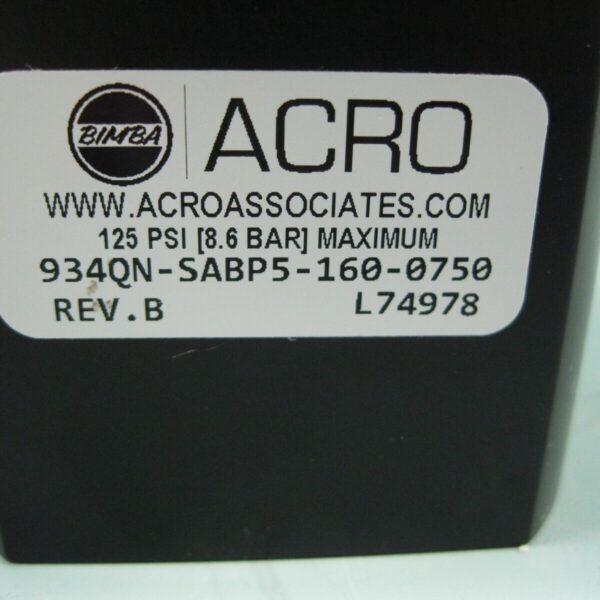 BIMBA ACRO
WWW.ACROASSOCIATES.COM
125 PSI [8.6 BAR] MAXIMUM
934QN-SABP5-160-0750
REV.B L74978